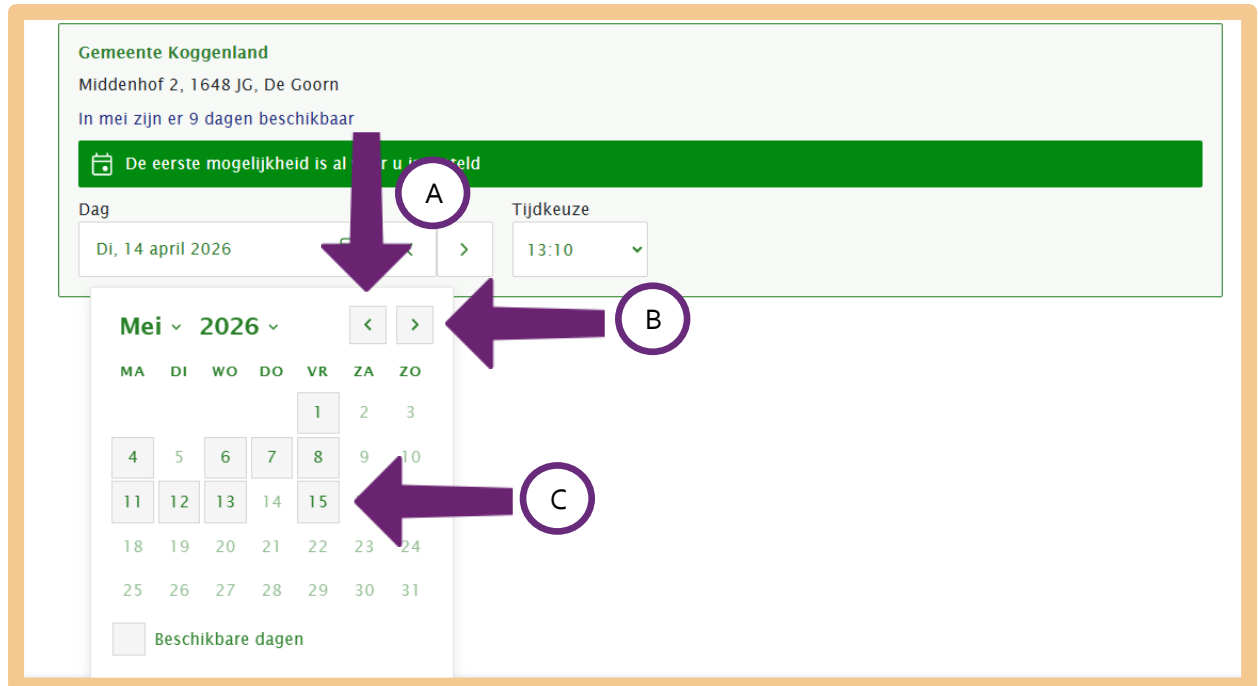 Gemeente Koggenland
Middenhof 2, 1648 JG, De Goorn
In mei zijn er 9 dagen beschikbaar
De eerste mogelijkheid is al u
A
Dag Tijdkeuze
Di, 14 april 2026 > 13:10
B
Mei 2026 < >
MA DI WO DO VR ZA ZO
1 2 3
4 5 6 7 8 9 10
11 12 13 14 15
C
18 19 20 21 22 23 24
25 26 27 28 29 30 31
Beschikbare dagen